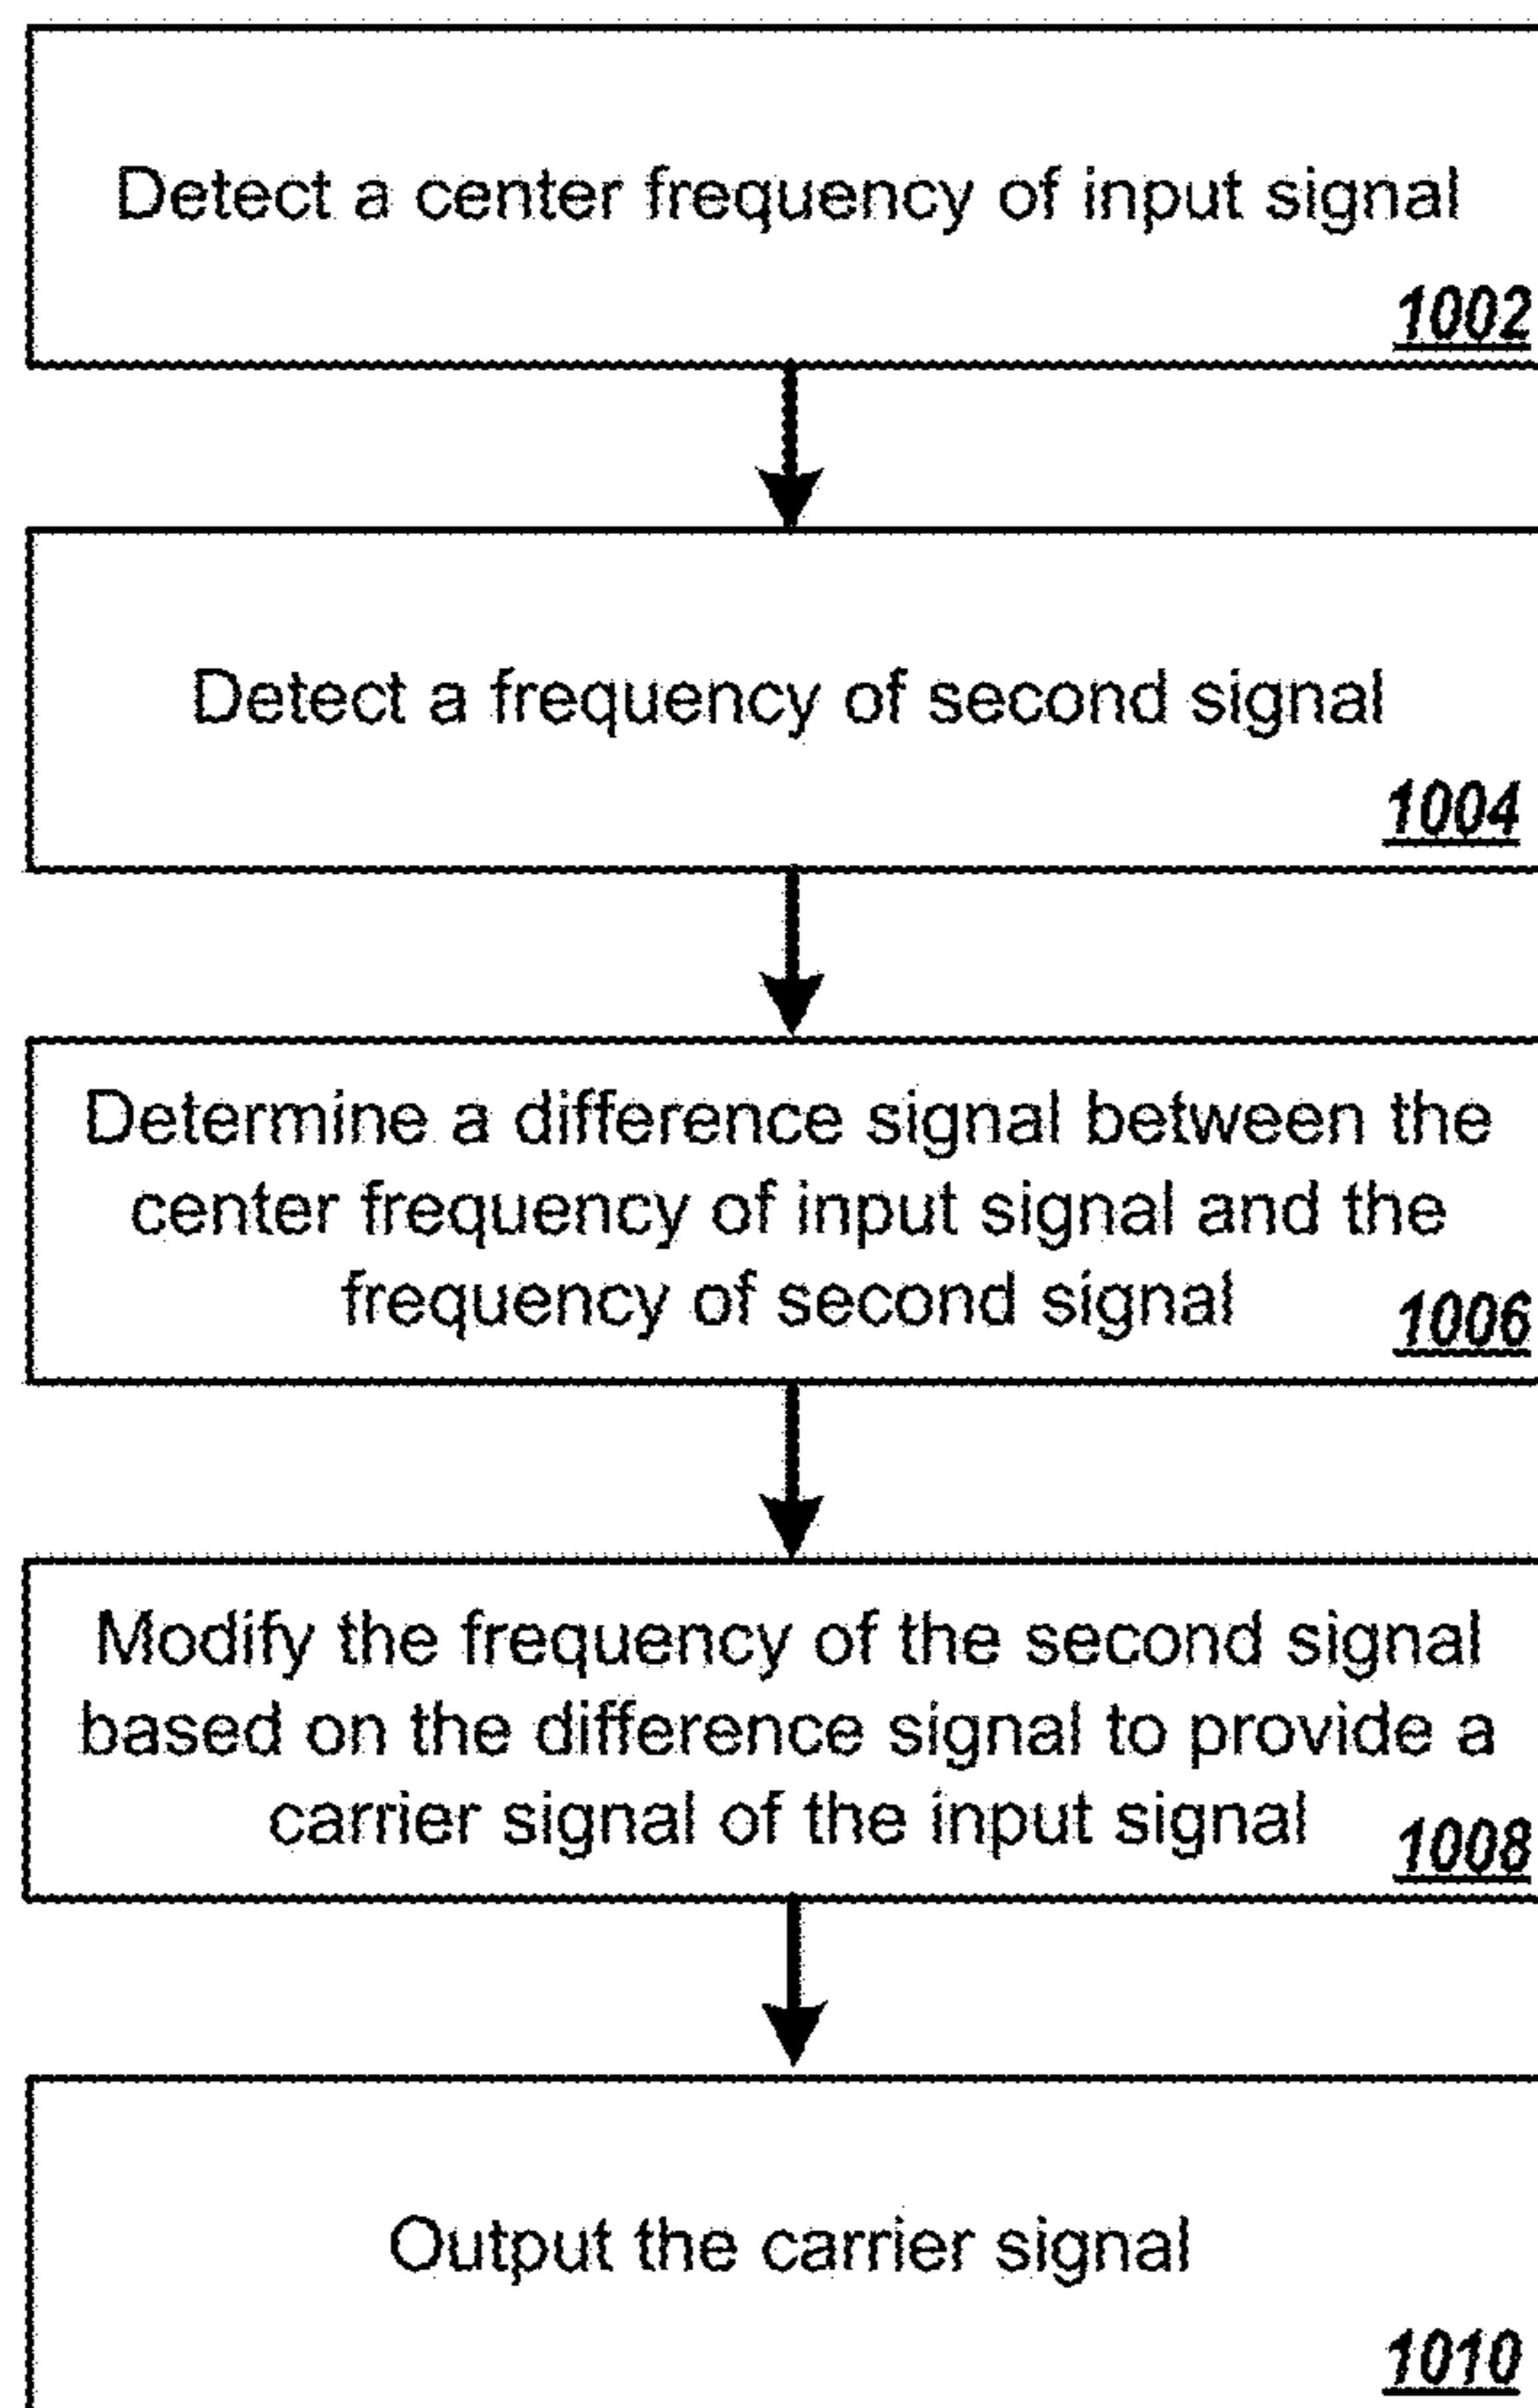 Detect a center frequency of input signal
1002
Detect a frequency of second signal
1004
Determine a difference signal between the
center frequency of input signal and the
frequency of second signal
1006
Modify the frequency of the second signal
based on the difference signal to provide a
carrier signal of the input signal
1008
Output the carrier signal
1010